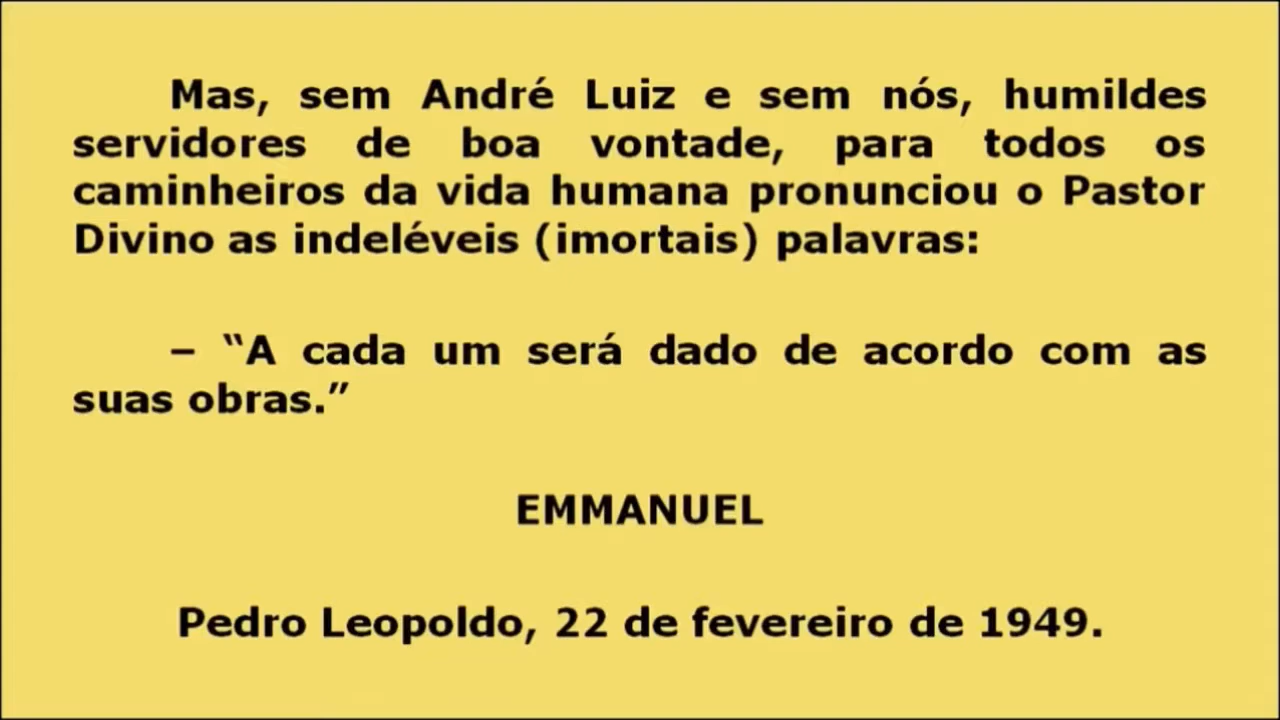 Mas, sem André Luiz e sem nós, humildes
servidores de boa vontade, para todos os
caminheiros da vida humana pronunciou o Pastor
Divino as indeléveis (imortais) palavras:
– “A cada um será dado de acordo com as
suas obras.”
EMMANUEL
Pedro Leopoldo, 22 de fevereiro de 1949.